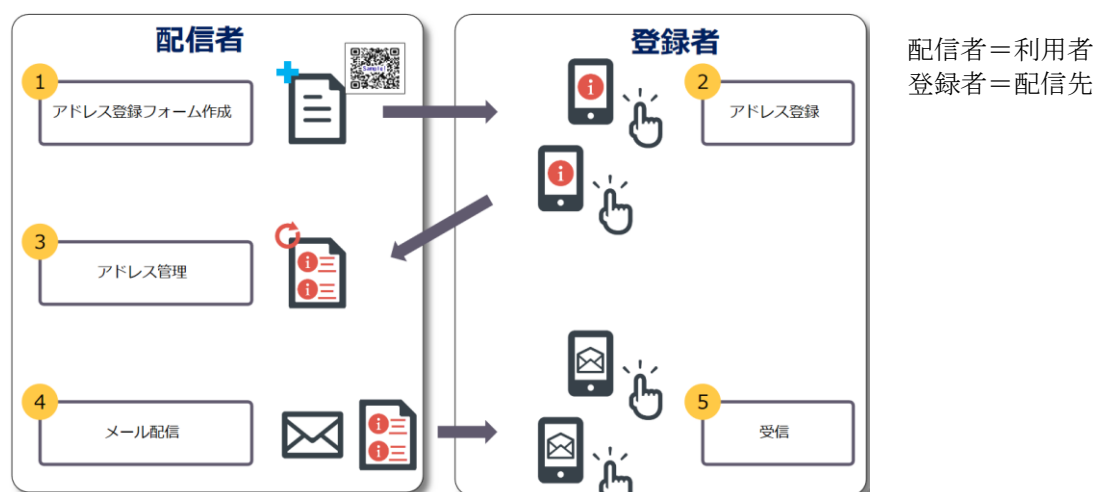 配信者
登録者
配信者＝利用者
登録者＝配信先
1
アドレス登録フォーム作成
Sample
2
アドレス登録
3
アドレス管理
4
メール配信
5
受信